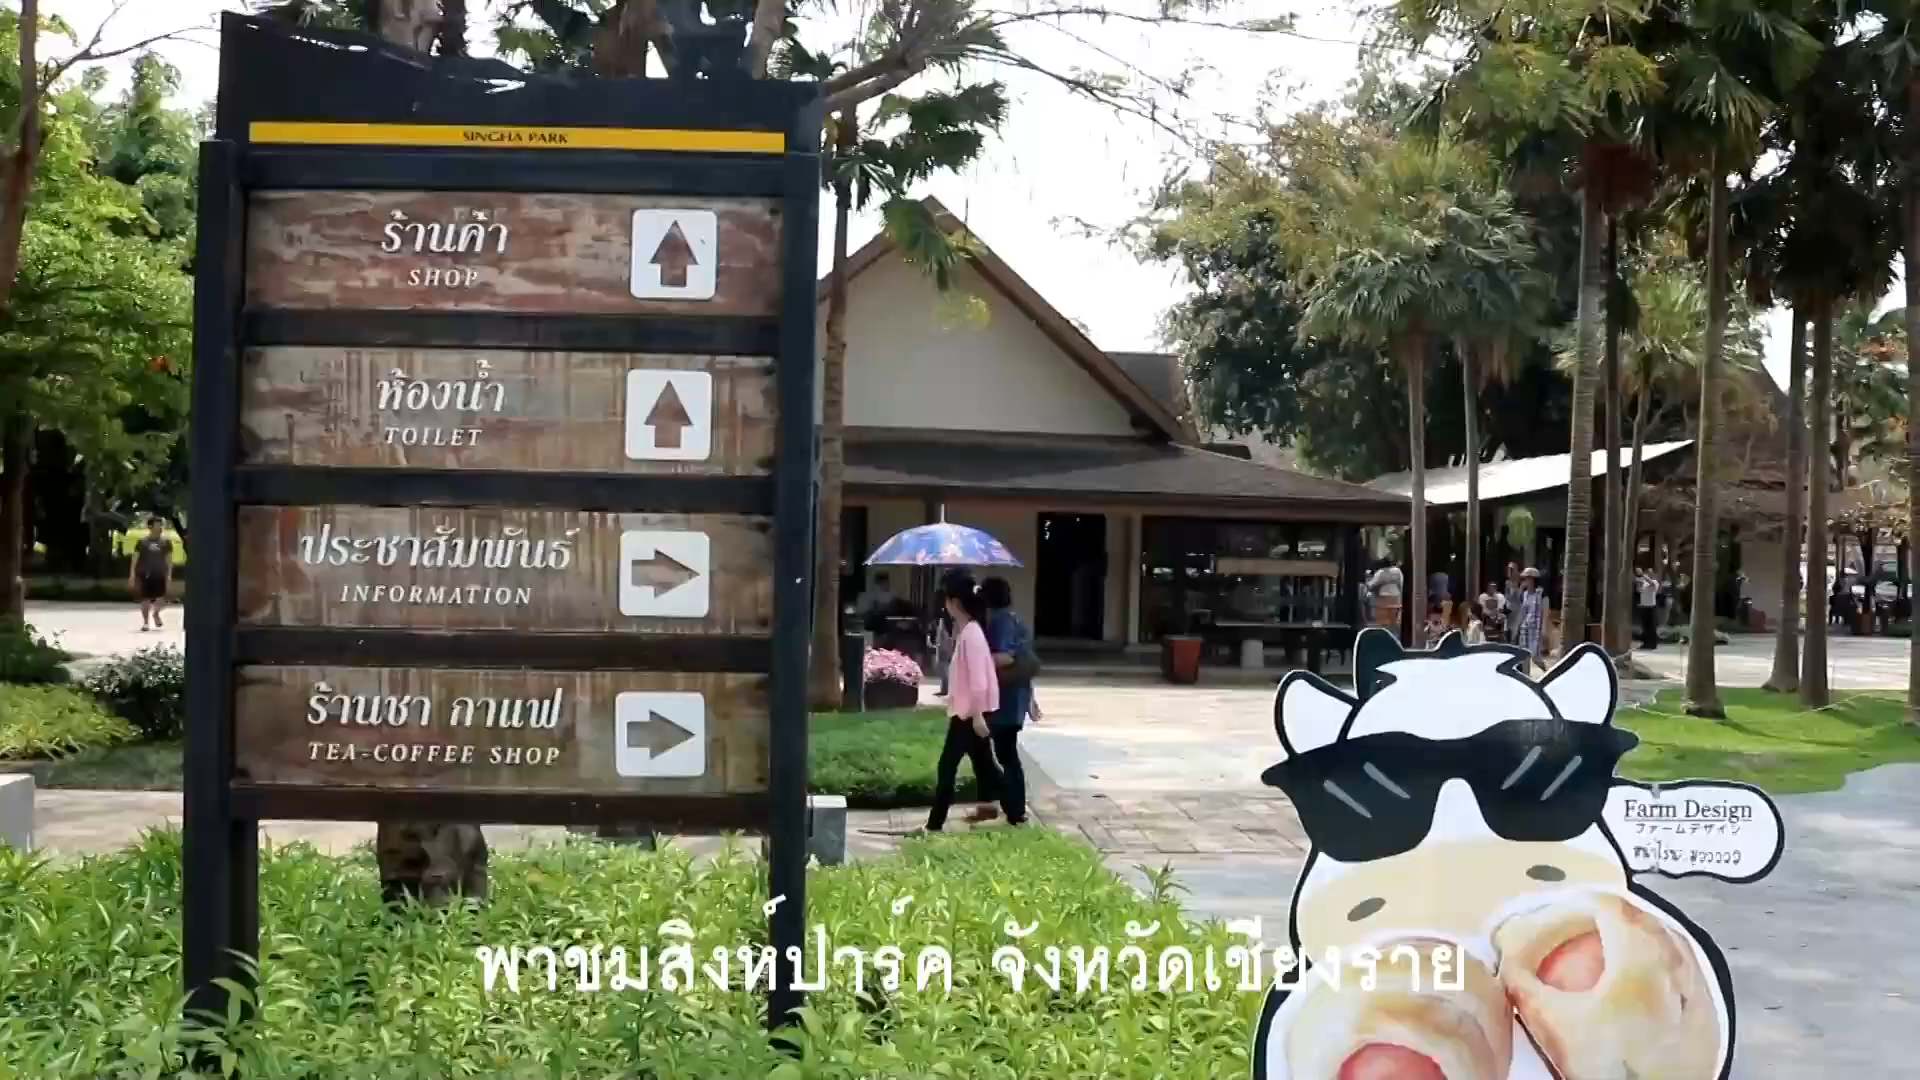 SINGHA PARK
ร้านค้า
SHOP
ห้องน้ำ
TOILET
ประชาสัมพันธ์
INFORMATION
ร้านชา กาแฟ
TEA-COFFEE SHOP
Farm Design
ファームデザイン
พาชมสิงห์ปาร์ค จังหวัดเชียงราย